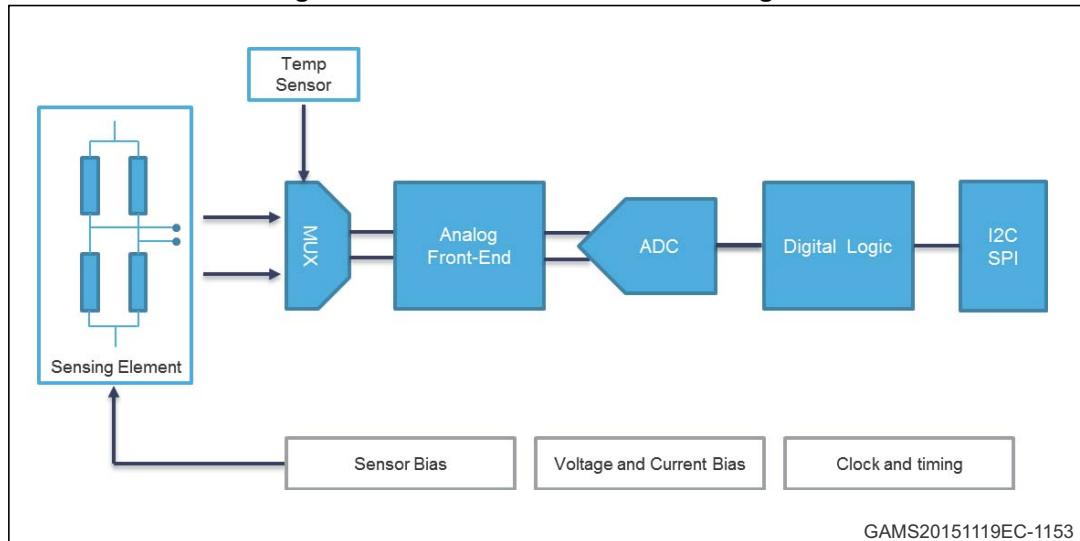 Temp
Sensor
MUX
Analog
Front-End
ADC
Digital Logic
I2C
SPI
Sensing Element
Sensor Bias
Voltage and Current Bias
Clock and timing
GAMS20151119EC-1153